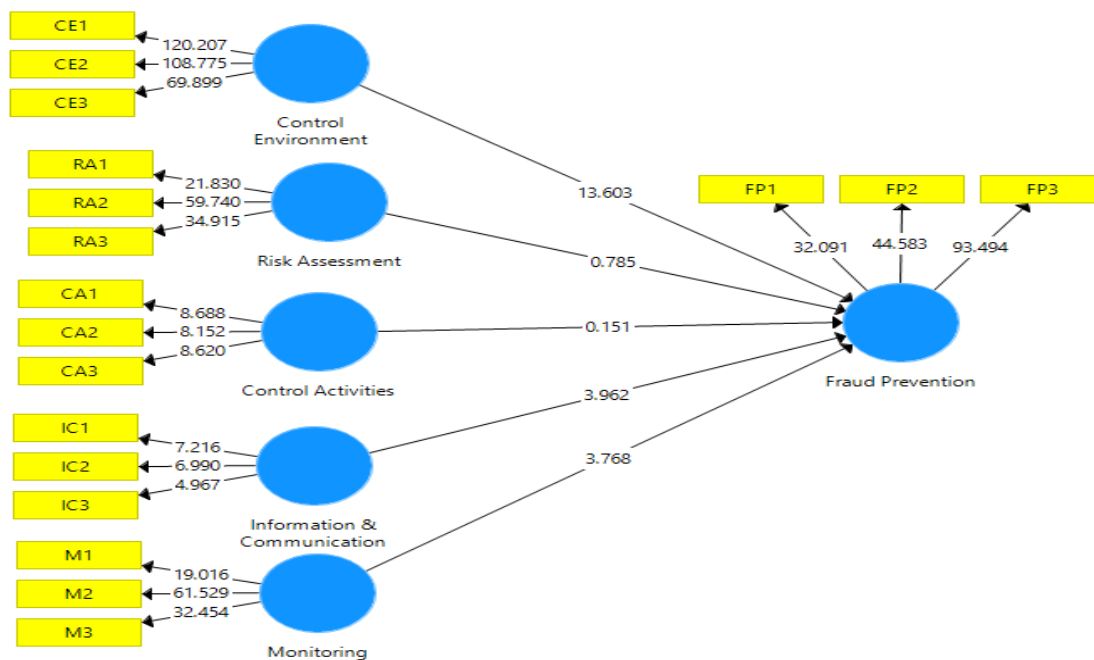 CE1
120.207
CE2
108.775
CE3
69.899
Control
Environment
13.603
RA1
21.830
RA2
59.740
RA3
34.915
Risk Assessment
0.785
FP1
FP2
FP3
32.091
44.583
93.494
CA1
8.688
CA2
8.152
CA3
8.620
Control Activities
0.151
Fraud Prevention
IC1
7.216
IC2
6.990
IC3
4.967
Information &
Communication
3.962
M1
19.016
M2
61.529
M3
32.454
Monitoring
3.768